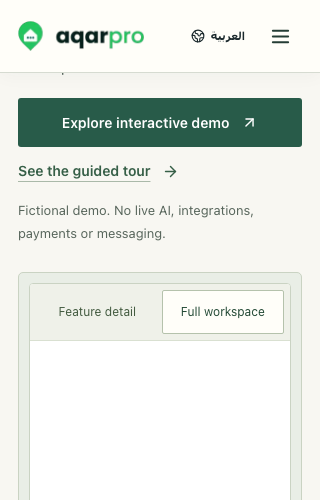 aqarpro
العربية
Explore interactive demo
See the guided tour
Fictional demo. No live AI, integrations,
payments or messaging.
Feature detail
Full workspace